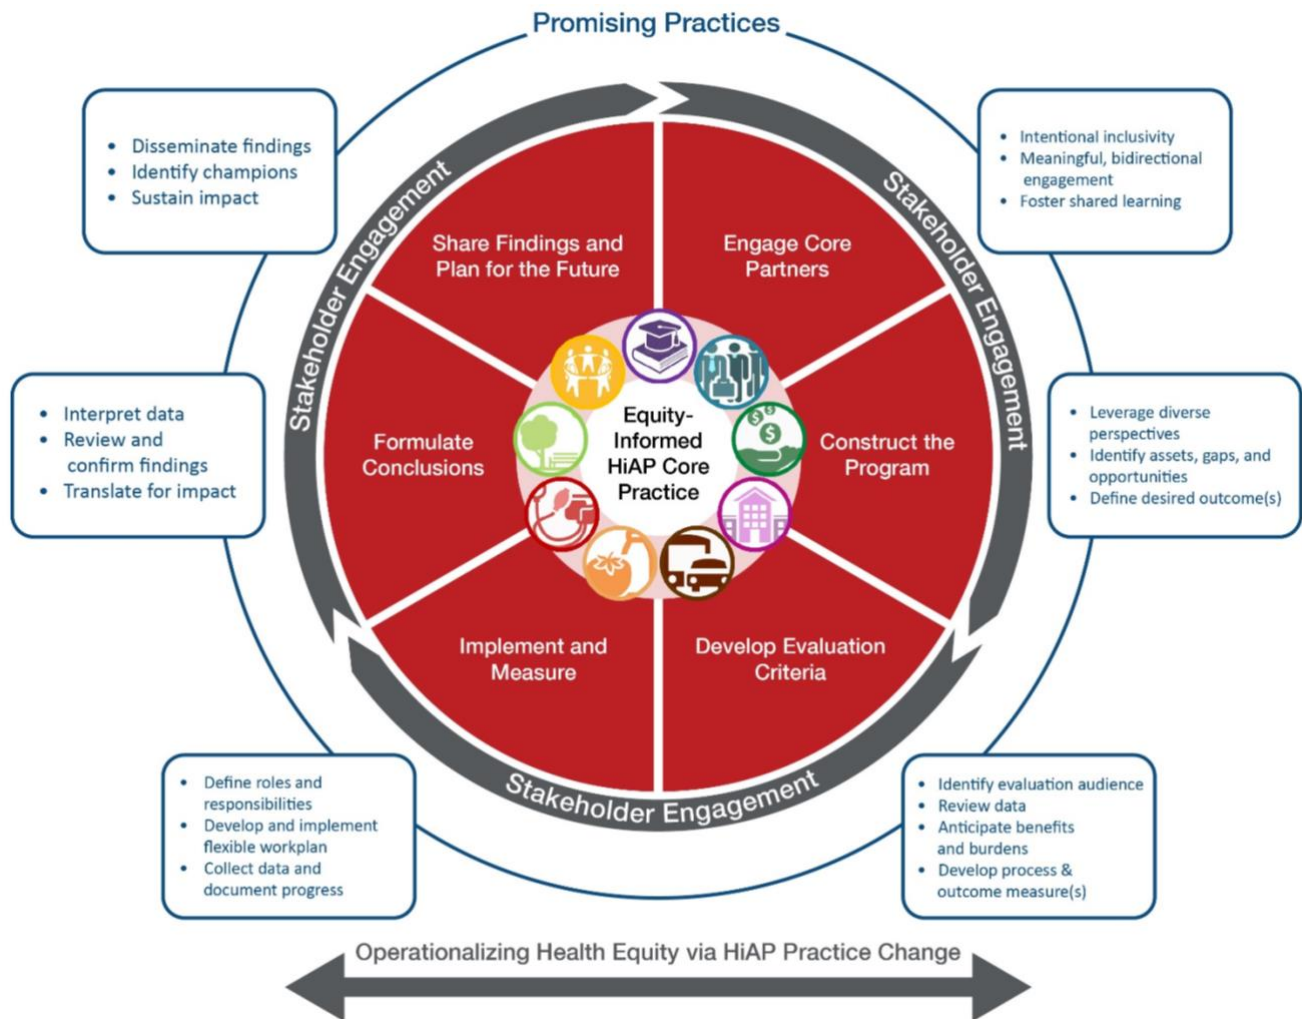 Promising Practices
• Disseminate findings
• Identify champions
• Sustain impact
• Intentional inclusivity
• Meaningful, bidirectional
engagement
• Foster shared learning
Stakeholder Engagement
Stakeholder Engagement
Share Findings and
Plan for the Future
Engage Core
Partners
• Interpret data
• Review and
confirm findings
• Translate for impact
Formulate
Conclusions
Equity-
Informed
HiAP Core
Practice
Construct the
Program
• Leverage diverse
perspectives
• Identify assets, gaps, and
opportunities
• Define desired outcome(s)
Implement and
Measure
Develop Evaluation
Criteria
Stakeholder Engagement
• Define roles and
responsibilities
• Develop and implement
flexible workplan
• Collect data and
document progress
• Identify evaluation audience
• Review data
• Anticipate benefits
and burdens
• Develop process &
outcome measure(s)
Operationalizing Health Equity via HiAP Practice Change